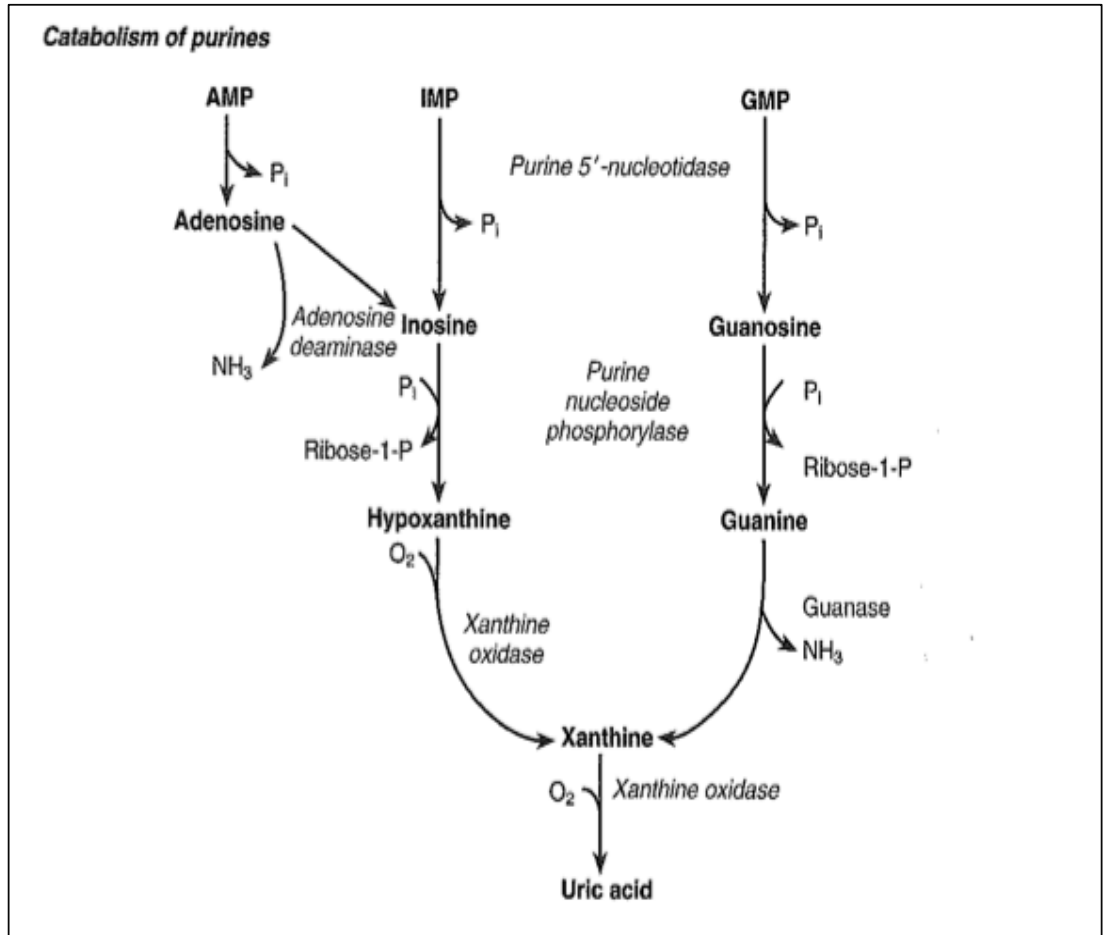 Catabolism of purines
AMP
IMP
GMP
Purine 5'-nucleotidase
Pi
Adenosine
Pi
Pi
Adenosine
deaminase
Inosine
Guanosine
NH3
Pi
Purine
nucleoside
phosphorylase
Pi
Ribose-1-P
Ribose-1-P
Hypoxanthine
Guanine
O2
Xanthine
oxidase
Guanase
NH3
Xanthine
O2
Xanthine oxidase
Uric acid